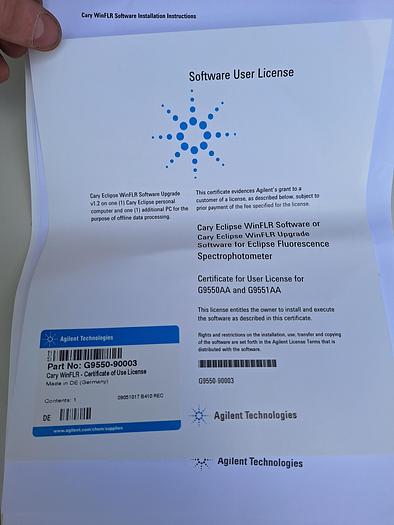 Cary WinFLR Software Installation Instructions
Software User License
Cary Eclipse WinFLR Software Upgrade
v1.2 on one (1) Cary Eclipse personal
computer and one (1) additional PC for the
purpose of offline data processing.
This certificate evidences Agilent's grant to a
customer of a license, as described below, subject to
prior payment of the fee specified for the license.
Cary Eclipse WinFLR Software or
Cary Eclipse WinFLR Upgrade
Software for Eclipse Fluorescence
Spectrophotometer
Certificate for User License for
G9550AA and G9551AA
This license entitles the owner to install and execute
the software as described in this certificate.
Rights and restrictions on the installation, use, transfer and copying
of the software are set forth in the Agilent License Terms that is
distributed with the software.
G9550-90003
Agilent Technologies
Agilent Technologies
Part No: G9550-90003
Cary WinFLR - Certificate of Use License
Made in DE (Germany)
Contents: 1
09051017 B410 REC
DE
www.agilent.com/chem/supplies
Agilent Technologies